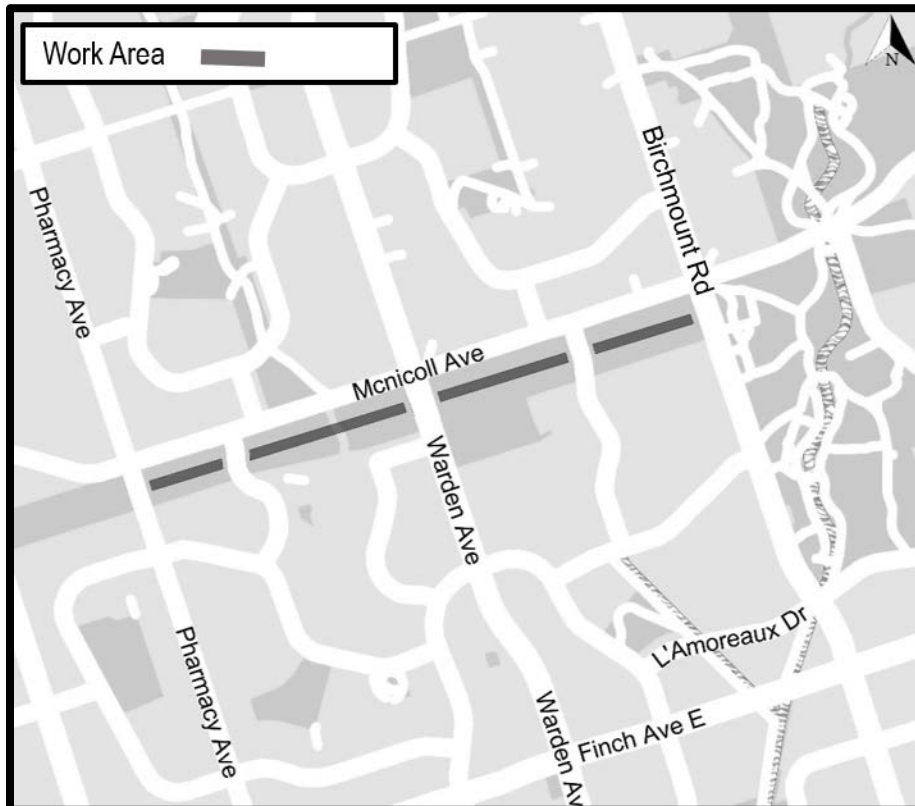 Work Area
N
Birchmount Rd
Pharmacy Ave
Mcnicoll Ave
Warden Ave
L'Amoreaux Dr
Pharmacy Ave
Warden Av
Finch Ave E